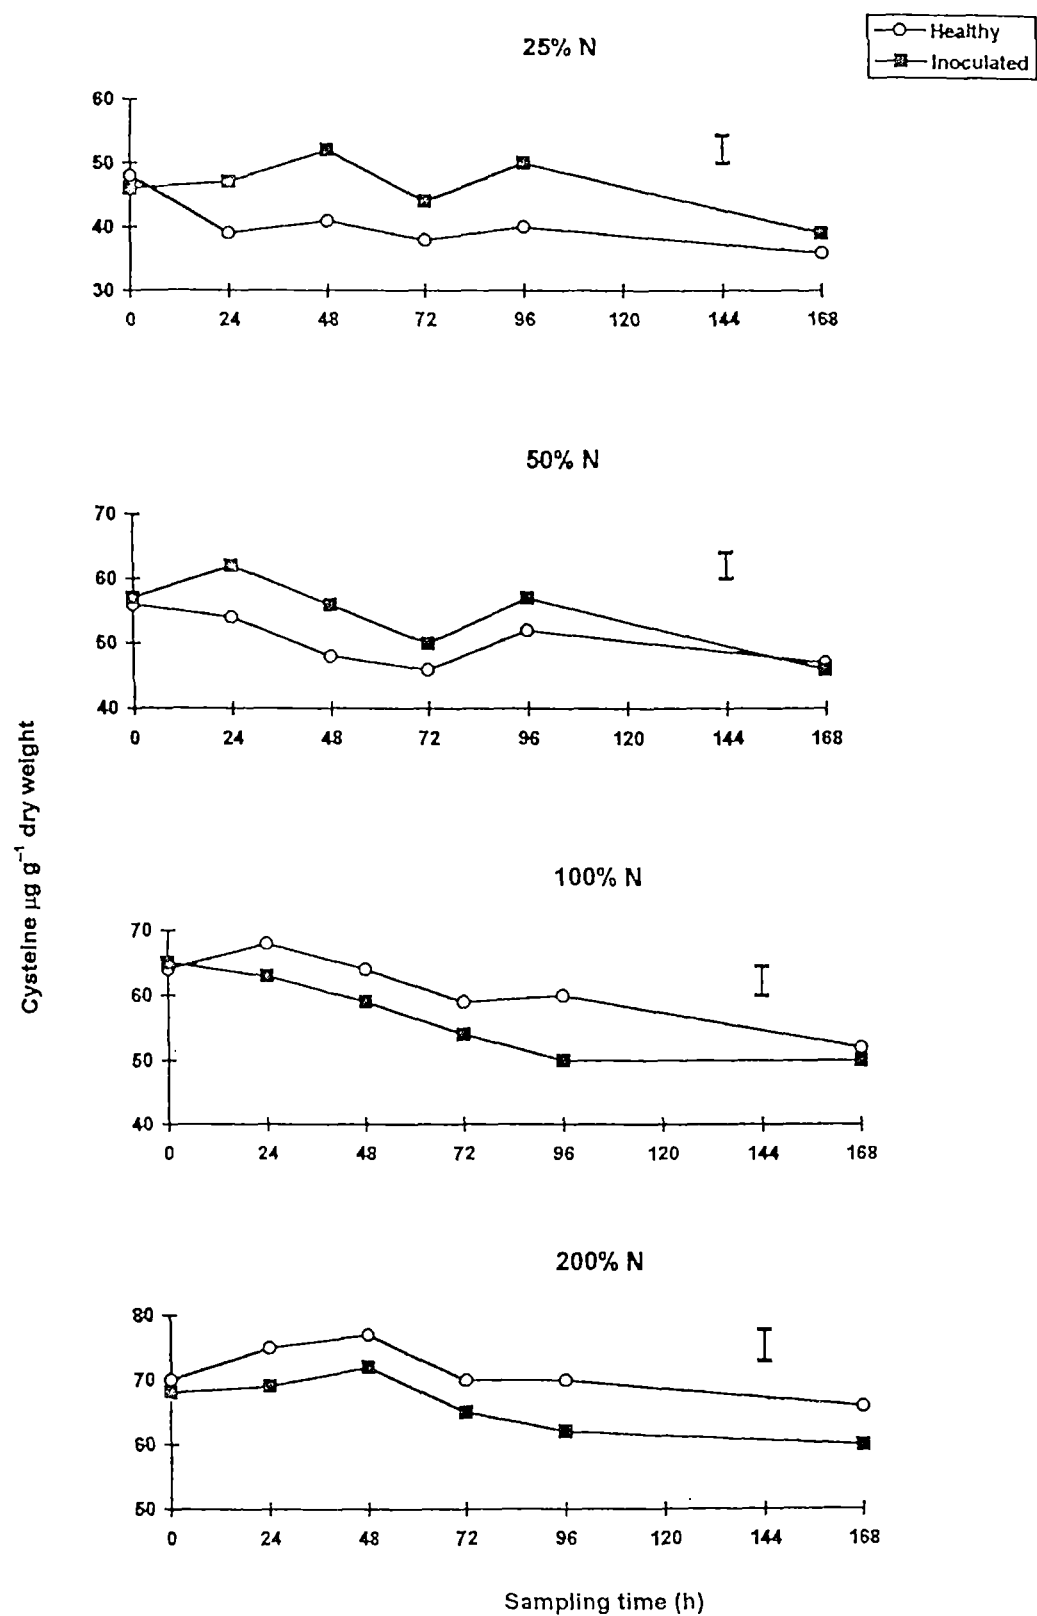 Healthy
Inoculated
25% N
60
50
40
30
0 24 48 72 96 120 144 168
50% N
70
60
50
40
0 24 48 72 96 120 144 168
Cysteine µg g⁻¹ dry weight
100% N
70
60
50
40
0 24 48 72 96 120 144 168
200% N
80
70
60
50
0 24 48 72 96 120 144 168
Sampling time (h)